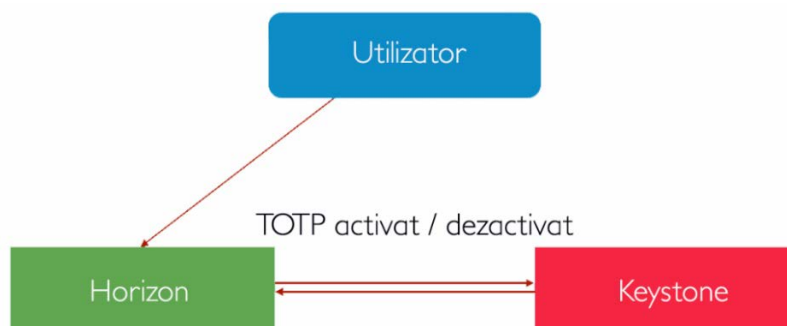 Utilizator
TOTP activat / dezactivat
Horizon
Keystone